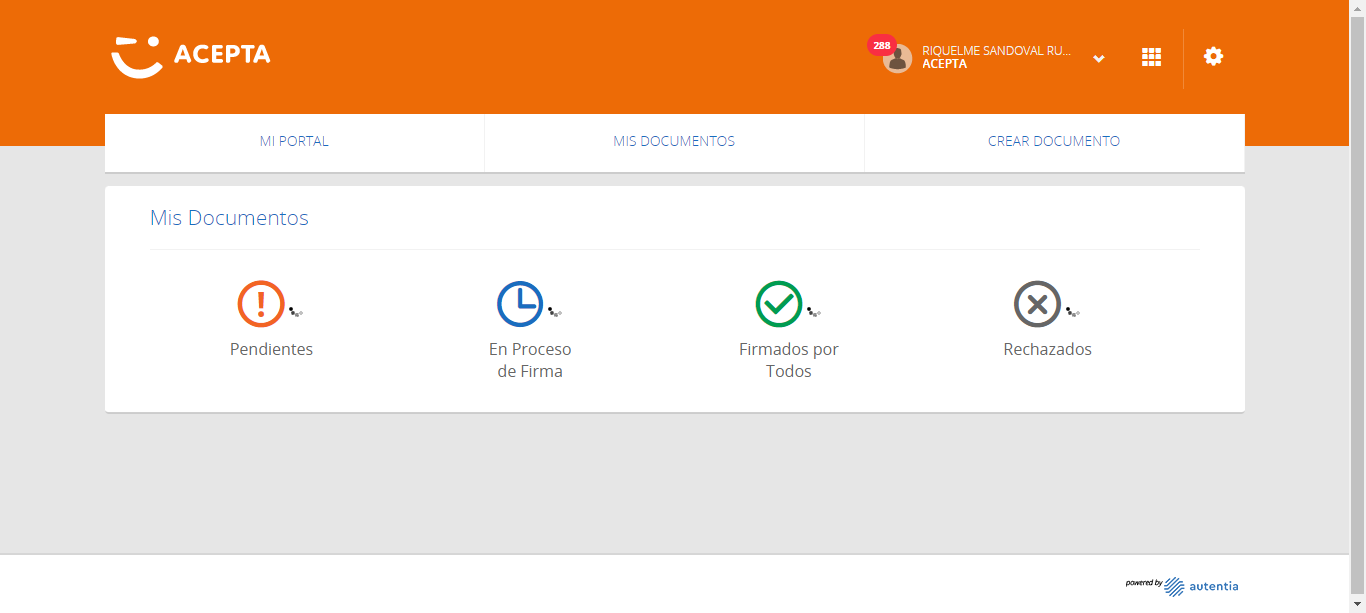 ACEPTA
288
RIQUELME SANDOVAL RU...
ACEPTA
MI PORTAL
MIS DOCUMENTOS
CREAR DOCUMENTO
Mis Documentos
Pendientes
En Proceso
de Firma
Firmados por
Todos
Rechazados
powered by autentia